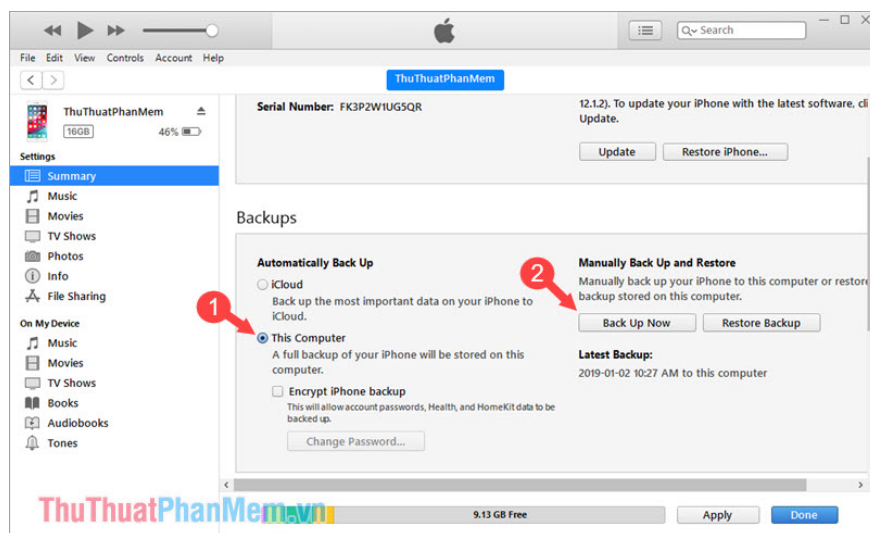 Search
File Edit View Controls Account Help
ThuThuatPhanMem
ThuThuatPhanMem
16GB 46%
Settings
Summary
Music
Movies
TV Shows
Photos
Info
File Sharing
On My Device
Music
Movies
TV Shows
Books
Audiobooks
Tones
Serial Number: FK3P2W1UG5QR
12.1.2). To update your iPhone with the latest software, cli
Update.
Update Restore iPhone...
Backups
Automatically Back Up
iCloud
Back up the most important data on your iPhone to
iCloud.
1
This Computer
A full backup of your iPhone will be stored on this
computer.
Encrypt iPhone backup
This will allow account passwords, Health, and HomeKit data to be
backed up.
Change Password...
Manually Back Up and Restore
2
Manually back up your iPhone to this computer or restore
backup stored on this computer.
Back Up Now Restore Backup
Latest Backup:
2019-01-02 10:27 AM to this computer
ThuThuatPhanMem.vn
9.13 GB Free
Apply Done